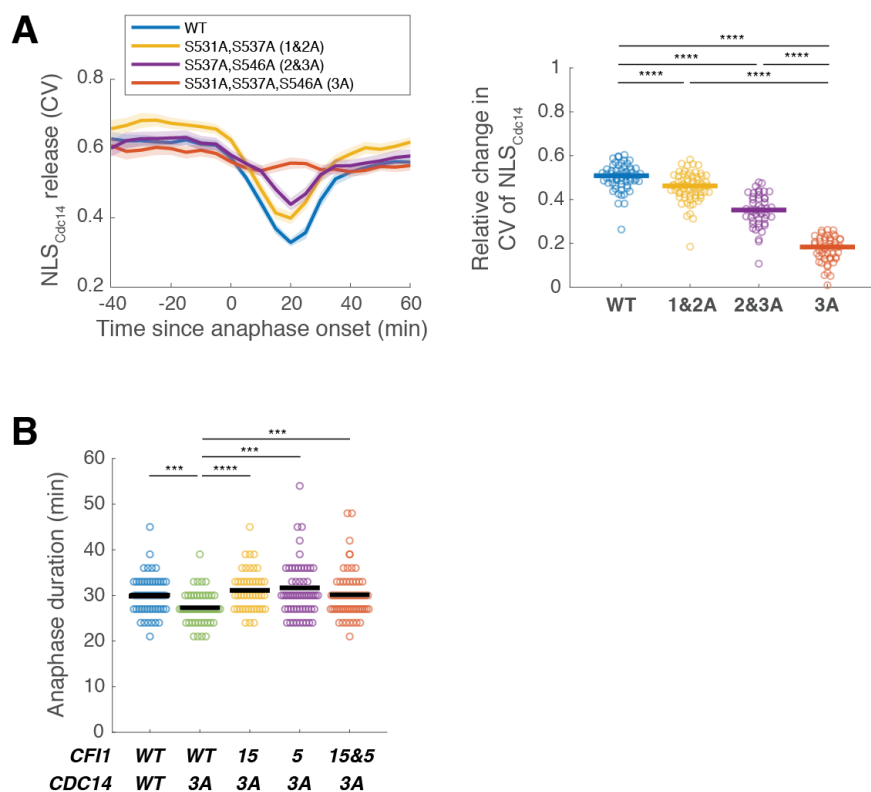 A
WT
S531A,S537A (1&2A)
S537A,S546A (2&3A)
S531A,S537A,S546A (3A)
NLSCdc14 release (CV)
0.8
0.6
0.4
0.2
-40 -20 0 20 40 60
Time since anaphase onset (min)
****
**** ****
**** ****
Relative change in
CV of NLSCdc14
1
0.8
0.6
0.4
0.2
0
WT 1&2A 2&3A 3A
B
***
***
*** ****
Anaphase duration (min)
60
50
40
30
20
10
0
CFI1 WT WT 15 5 15&5
CDC14 WT 3A 3A 3A 3A